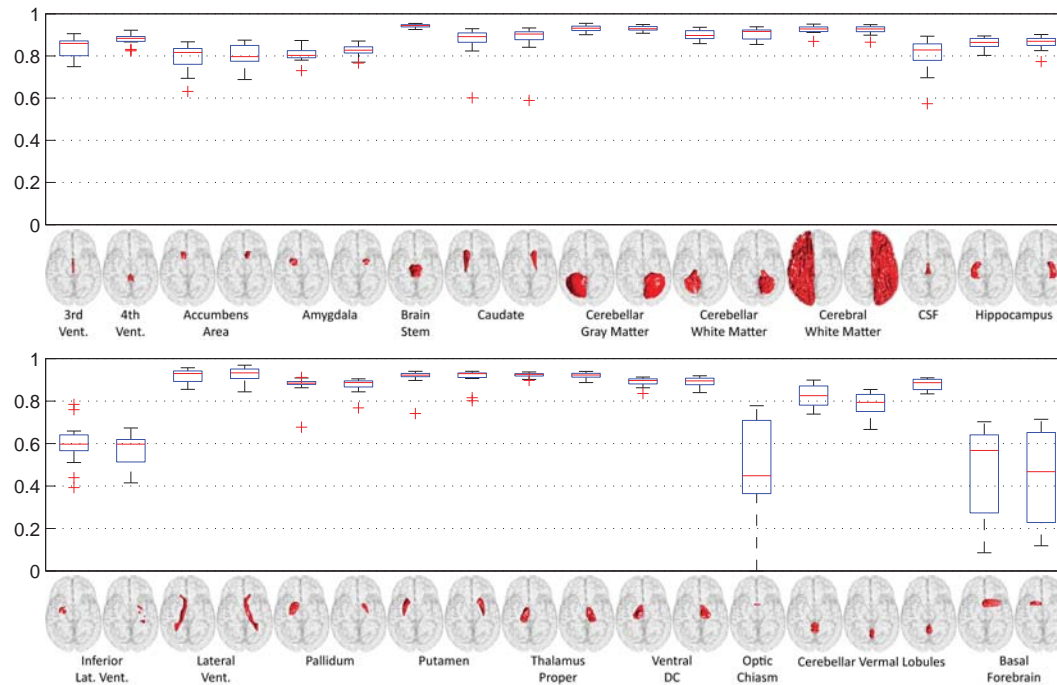 1
0.8
0.6
0.4
0.2
0
3rd Vent.
4th Vent.
Accumbens Area
Amygdala
Brain Stem
Caudate
Cerebellar Gray Matter
Cerebellar White Matter
Cerebral White Matter
CSF
Hippocampus
1
0.8
0.6
0.4
0.2
0
Inferior Lat. Vent.
Lateral Vent.
Pallidum
Putamen
Thalamus Proper
Ventral DC
Optic Chiasm
Cerebellar Vermal Lobules
Basal Forebrain